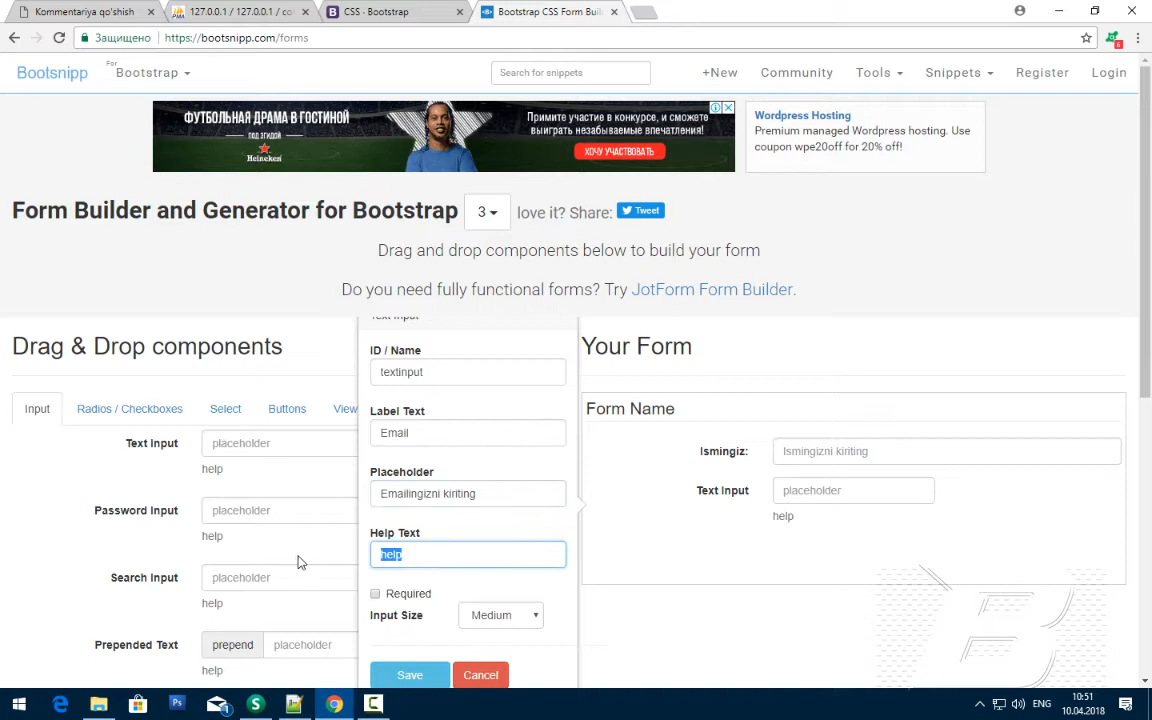 Kommentariya qo'shish
127.0.0.1 / 127.0.0.1 / co
CSS · Bootstrap
Bootstrap CSS Form Buil
Защищено
https://bootsnipp.com/forms
6
Bootsnipp
For
Bootstrap
Search for snippets
+New
Community
Tools
Snippets
Register
Login
ФУТБОЛЬНАЯ ДРАМА В ГОСТИНОЙ
ПОД ЭГИДОЙ
Heineken
Примите участие в конкурсе, и сможете
выиграть незабываемые впечатления!
ХОЧУ УЧАСТВОВАТЬ
Wordpress Hosting
Premium managed Wordpress hosting. Use
coupon wpe20off for 20% off!
Form Builder and Generator for Bootstrap
3
love it? Share:
Tweet
Drag and drop components below to build your form
Do you need fully functional forms? Try JotForm Form Builder.
Drag & Drop components
Input
Radios / Checkboxes
Select
Buttons
View
Text Input
placeholder
help
Password Input
placeholder
help
Search Input
placeholder
help
Prepended Text
prepend
placeholder
help
Text Input
ID / Name
textinput
Label Text
Email
Placeholder
Emailingizni kiriting
Help Text
help
Required
Input Size
Medium
Save
Cancel
Your Form
Form Name
Ismingiz:
Ismingizni kiriting
Text Input
placeholder
help
Ps
1
S
ENG
10:51
10.04.2018